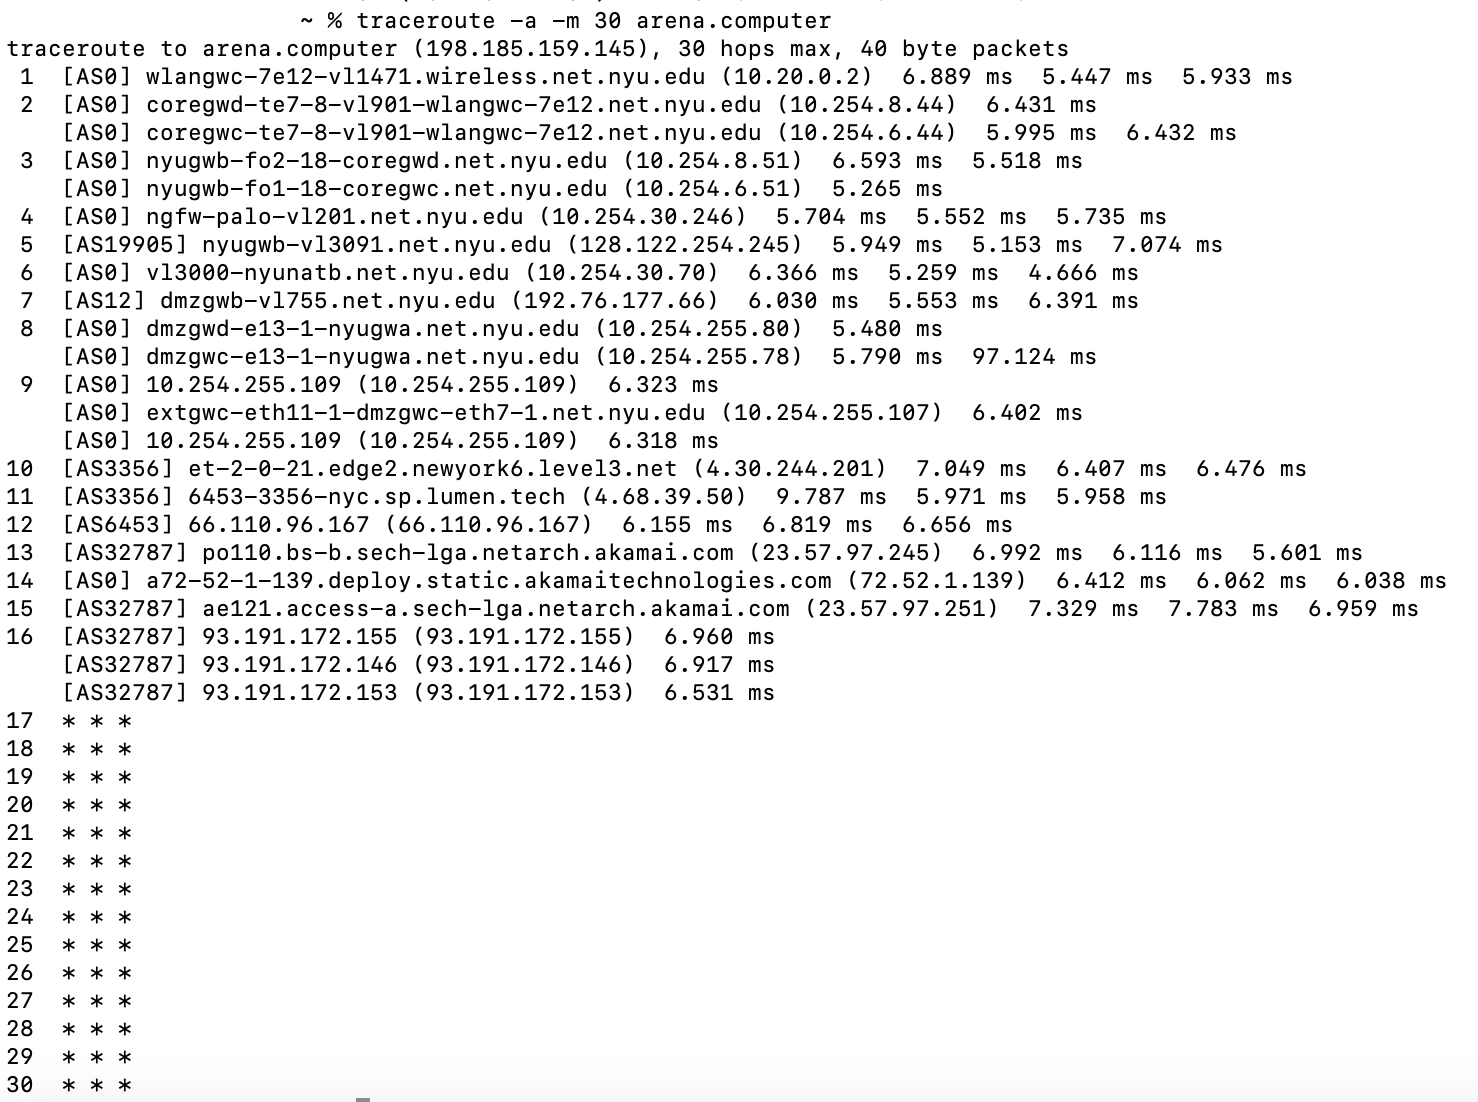 ~ % traceroute -a -m 30 arena.computer
traceroute to arena.computer (198.185.159.145), 30 hops max, 40 byte packets
1 [AS0] wlangwc-7e12-vl1471.wireless.net.nyu.edu (10.20.0.2) 6.889 ms 5.447 ms 5.933 ms
2 [AS0] coregwd-te7-8-vl901-wlangwc-7e12.net.nyu.edu (10.254.8.44) 6.431 ms
[AS0] coregwc-te7-8-vl901-wlangwc-7e12.net.nyu.edu (10.254.6.44) 5.995 ms 6.432 ms
3 [AS0] nyugwb-fo2-18-coregwd.net.nyu.edu (10.254.8.51) 6.593 ms 5.518 ms
[AS0] nyugwb-fo1-18-coregwc.net.nyu.edu (10.254.6.51) 5.265 ms
4 [AS0] ngfw-palo-vl201.net.nyu.edu (10.254.30.246) 5.704 ms 5.552 ms 5.735 ms
5 [AS19905] nyugwb-vl3091.net.nyu.edu (128.122.254.245) 5.949 ms 5.153 ms 7.074 ms
6 [AS0] vl3000-nyunatb.net.nyu.edu (10.254.30.70) 6.366 ms 5.259 ms 4.666 ms
7 [AS12] dmzgwb-vl755.net.nyu.edu (192.76.177.66) 6.030 ms 5.553 ms 6.391 ms
8 [AS0] dmzgwd-e13-1-nyugwa.net.nyu.edu (10.254.255.80) 5.480 ms
[AS0] dmzgwc-e13-1-nyugwa.net.nyu.edu (10.254.255.78) 5.790 ms 97.124 ms
9 [AS0] 10.254.255.109 (10.254.255.109) 6.323 ms
[AS0] extgwc-eth11-1-dmzgwc-eth7-1.net.nyu.edu (10.254.255.107) 6.402 ms
[AS0] 10.254.255.109 (10.254.255.109) 6.318 ms
10 [AS3356] et-2-0-21.edge2.newyork6.level3.net (4.30.244.201) 7.049 ms 6.407 ms 6.476 ms
11 [AS3356] 6453-3356-nyc.sp.lumen.tech (4.68.39.50) 9.787 ms 5.971 ms 5.958 ms
12 [AS6453] 66.110.96.167 (66.110.96.167) 6.155 ms 6.819 ms 6.656 ms
13 [AS32787] po110.bs-b.sech-lga.netarch.akamai.com (23.57.97.245) 6.992 ms 6.116 ms 5.601 ms
14 [AS0] a72-52-1-139.deploy.static.akamaitechnologies.com (72.52.1.139) 6.412 ms 6.062 ms 6.038 ms
15 [AS32787] ae121.access-a.sech-lga.netarch.akamai.com (23.57.97.251) 7.329 ms 7.783 ms 6.959 ms
16 [AS32787] 93.191.172.155 (93.191.172.155) 6.960 ms
[AS32787] 93.191.172.146 (93.191.172.146) 6.917 ms
[AS32787] 93.191.172.153 (93.191.172.153) 6.531 ms
17 * * *
18 * * *
19 * * *
20 * * *
21 * * *
22 * * *
23 * * *
24 * * *
25 * * *
26 * * *
27 * * *
28 * * *
29 * * *
30 * * *